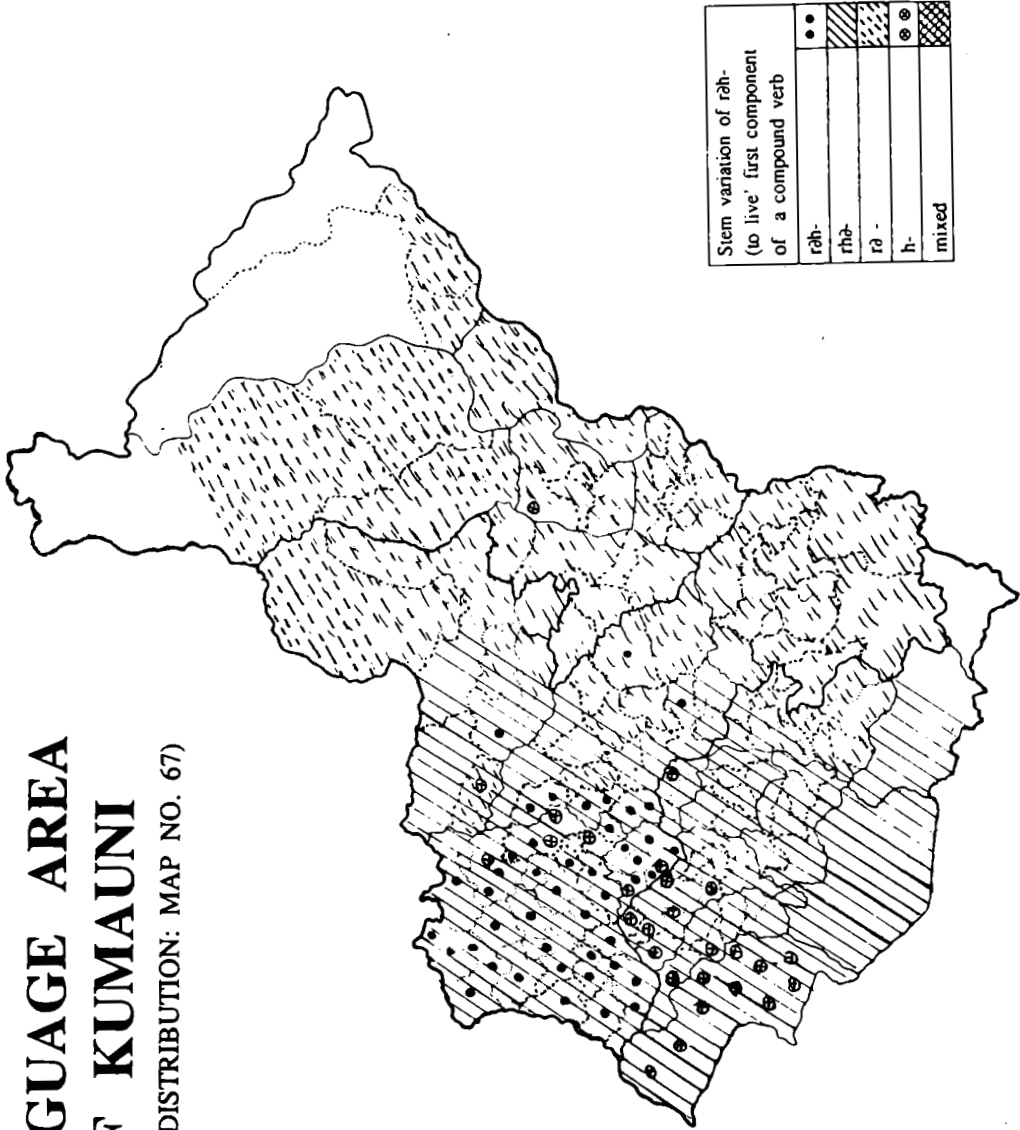 GUAGE AREA
F KUMAUNI
DISTRIBUTION: MAP NO. 67)
Stem variation of rəh-
(to live' first component
of a compound verb
rəh-
rhə-
rə -
h-
mixed